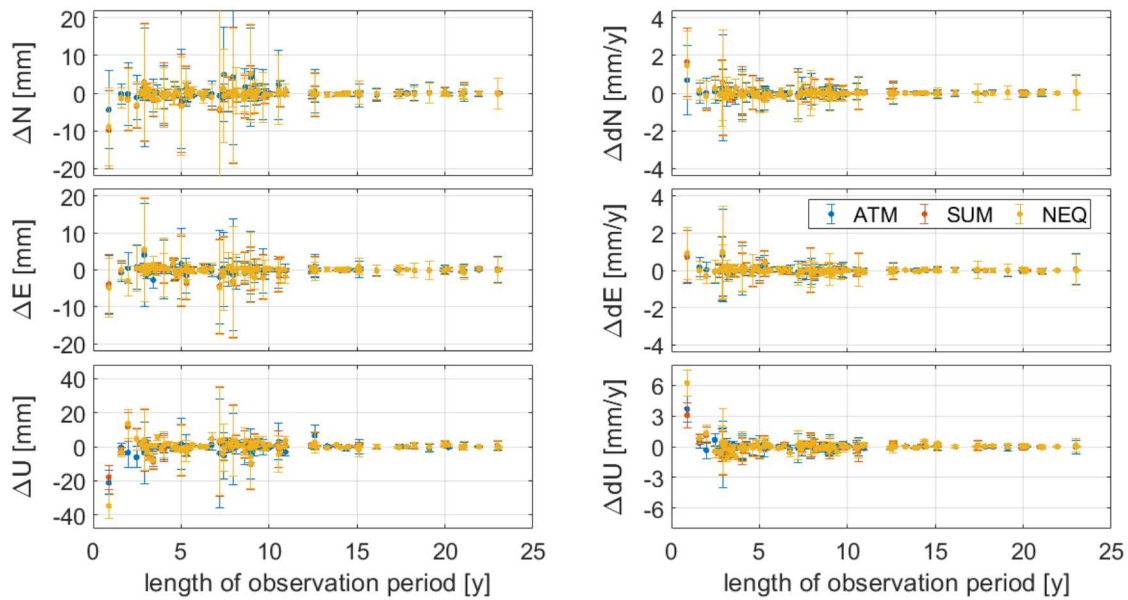 20
10
0
-10
-20
ΔN [mm]
4
2
0
-2
-4
ΔdN [mm/y]
20
10
0
-10
-20
ΔE [mm]
4
2
0
-2
-4
ΔdE [mm/y]
ATM SUM NEQ
40
20
0
-20
-40
ΔU [mm]
6
3
0
-3
-6
ΔdU [mm/y]
0 5 10 15 20 25
length of observation period [y]
0 5 10 15 20 25
length of observation period [y]